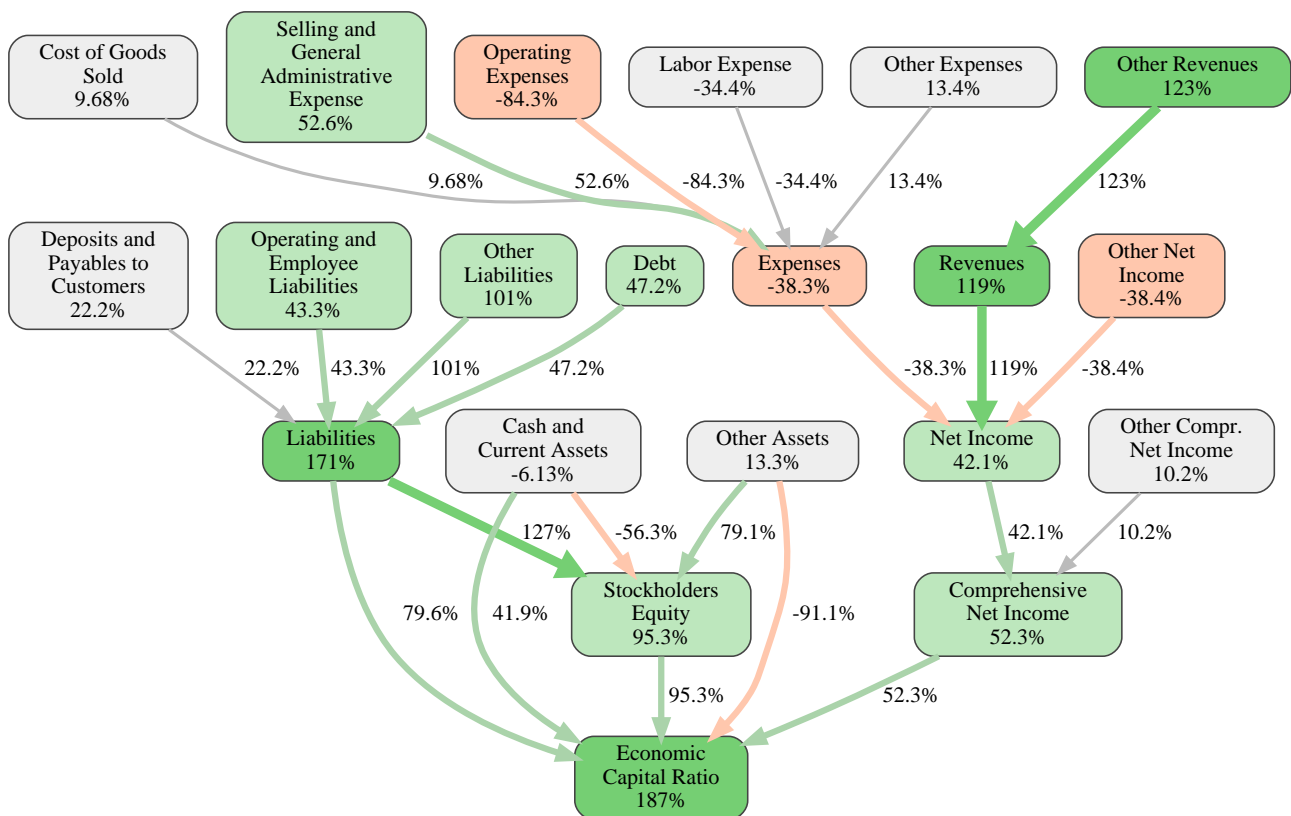 Cost of Goods
Sold
9.68%
Selling and
General
Administrative
Expense
52.6%
Operating
Expenses
-84.3%
Labor Expense
-34.4%
Other Expenses
13.4%
Other Revenues
123%
9.68%
52.6%
-84.3%
-34.4%
13.4%
123%
Deposits and
Payables to
Customers
22.2%
Operating and
Employee
Liabilities
43.3%
Other
Liabilities
101%
Debt
47.2%
Expenses
-38.3%
Revenues
119%
Other Net
Income
-38.4%
22.2%
43.3%
101%
47.2%
-38.3%
119%
-38.4%
Liabilities
171%
Cash and
Current Assets
-6.13%
Other Assets
13.3%
Net Income
42.1%
Other Compr.
Net Income
10.2%
127%
-56.3%
79.1%
42.1%
10.2%
79.6%
41.9%
Stockholders
Equity
95.3%
-91.1%
Comprehensive
Net Income
52.3%
95.3%
52.3%
Economic
Capital Ratio
187%